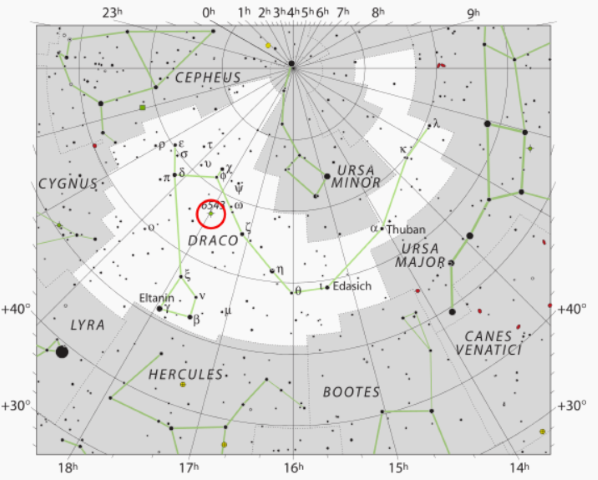 23h 0h 1h 2h 3h 4h 5h 6h 7h 8h 9h
CEPHEUS
λ
ρ ε τ
σ
κ
υ χ
π δ φ
URSA
MINOR
CYGNUS
ψ
6543 ω
ο
ζ
α Thuban
DRACO
URSA
MAJOR
ξ η
θ Edasich
Eltanin ν
γ
β μ
+40° +40°
LYRA
CANES
VENATICI
HERCULES
BOOTES
+30° +30°
18h 17h 16h 15h 14h